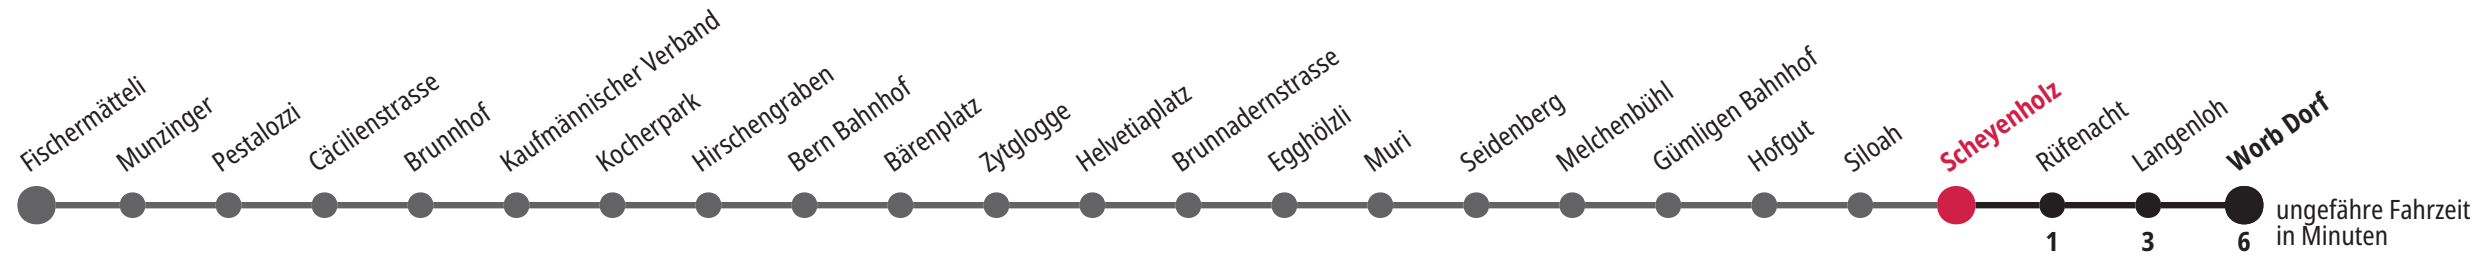 Fischermätteli
Munzinger
Pestalozzi
Cäcilienstrasse
Brunnhof
Kaufmännischer Verband
Kocherpark
Hirschengraben
Bern Bahnhof
Bärenplatz
Zytglogge
Helvetiaplatz
Brunnadernstrasse
Egghölzli
Muri
Seidenberg
Melchenbühl
Gümligen Bahnhof
Hofgut
Siloah
Scheyenholz
Rüfenacht
Langenloh
Worb Dorf
1 3 6
ungefähre Fahrzeit
in Minuten